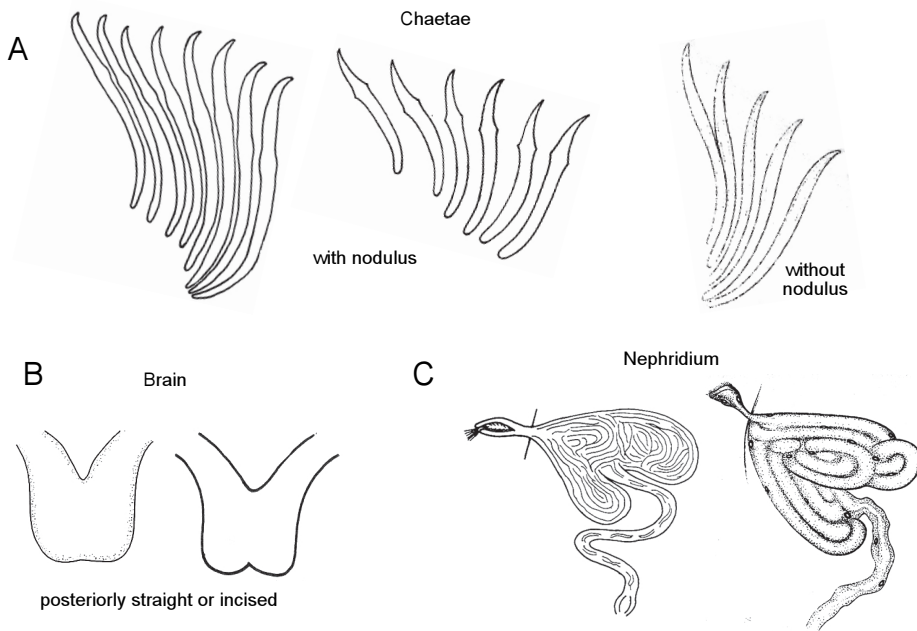 Chaetae
A
with nodulus
without
nodulus
B
Brain
posteriorly straight or incised
C
Nephridium